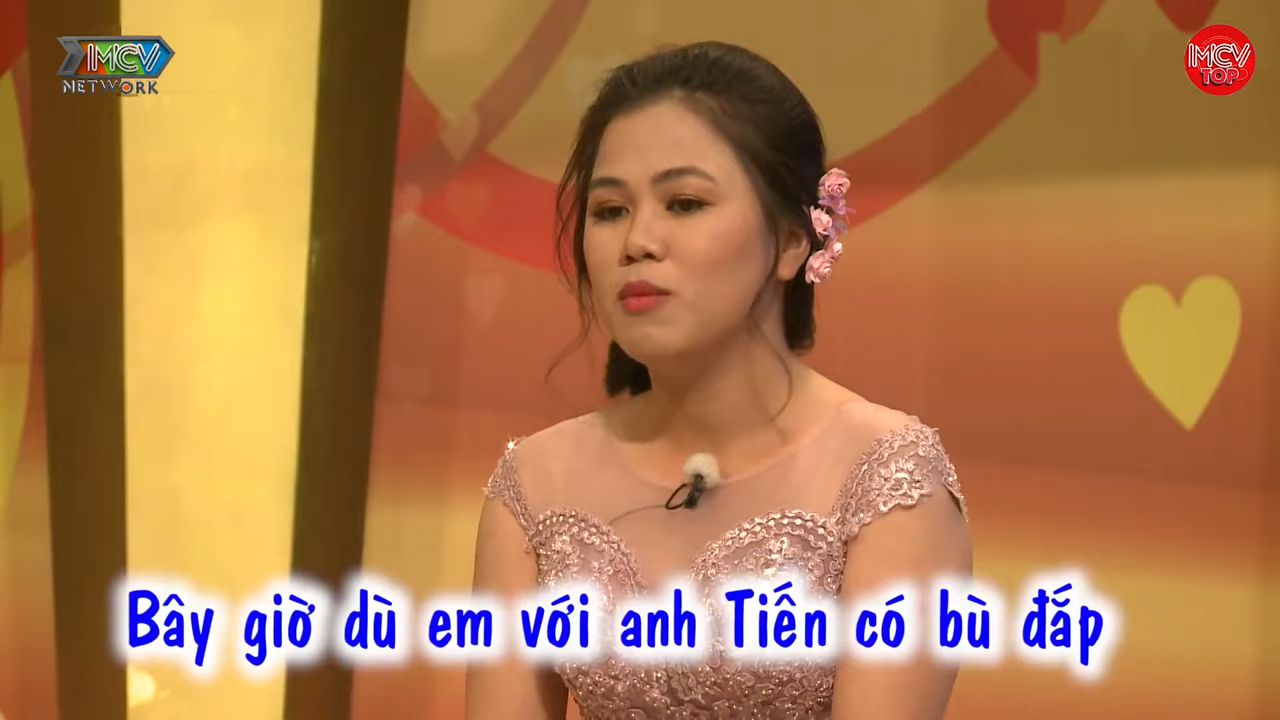 MCV
NETWORK
MCV
TOP
Bây giờ dù em với anh Tiến có bù đắp